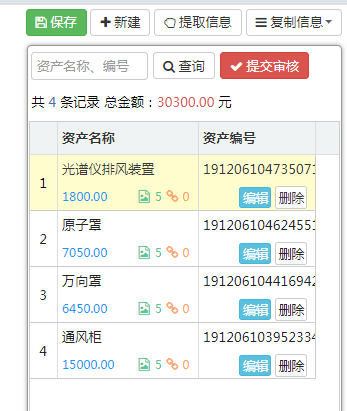 保存 新建 提取信息 复制信息
资产名称、编号 查询 提交审核
共 4 条记录 总金额：30300.00 元
资产名称 资产编号
1 光谱仪排风装置 191206104735071
1800.00 5 0 编辑 删除
2 原子罩 191206104624551
7050.00 5 0 编辑 删除
3 万向罩 191206104416942
6450.00 5 0 编辑 删除
4 通风柜 191206103952334
15000.00 5 0 编辑 删除